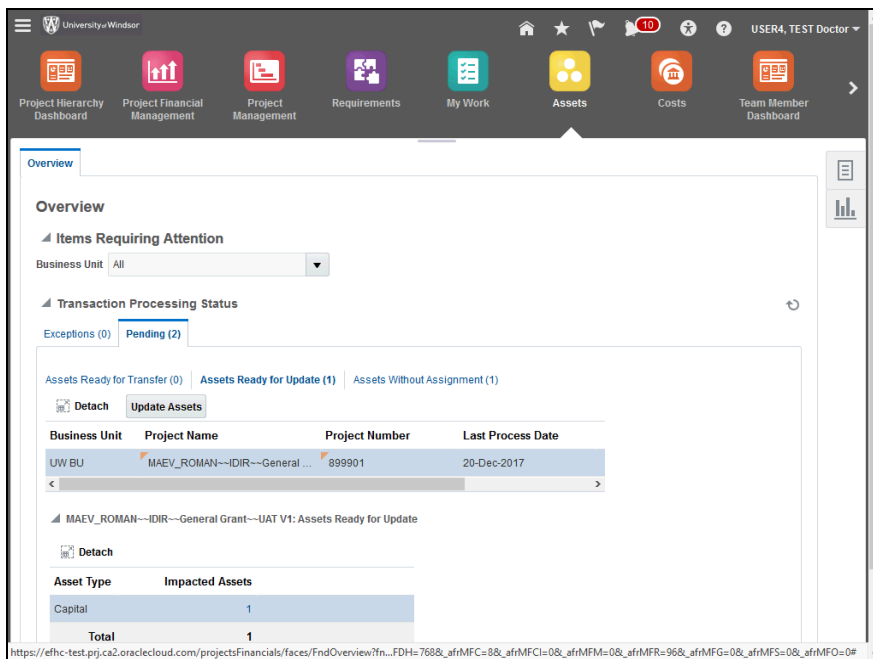 University of Windsor
10
USER4, TEST Doctor
Project Hierarchy Dashboard
Project Financial Management
Project Management
Requirements
My Work
Assets
Costs
Team Member Dashboard
Overview
Overview
Items Requiring Attention
Business Unit All
Transaction Processing Status
Exceptions (0) Pending (2)
Assets Ready for Transfer (0) Assets Ready for Update (1) Assets Without Assignment (1)
Detach Update Assets
Business Unit Project Name Project Number Last Process Date
UW BU MAEV_ROMAN~~IDIR~~General ... 899901 20-Dec-2017
MAEV_ROMAN~~IDIR~~General Grant~~UAT V1: Assets Ready for Update
Detach
Asset Type Impacted Assets
Capital 1
Total 1
https://efhc-test.prj.ca2.oraclecloud.com/projectsFinancials/faces/FndOverview?fn...FDH=768&_afrMFC=8&_afrMFCI=0&_afrMFM=0&_afrMFR=96&_afrMFG=0&_afrMFS=0&_afrMFO=0#